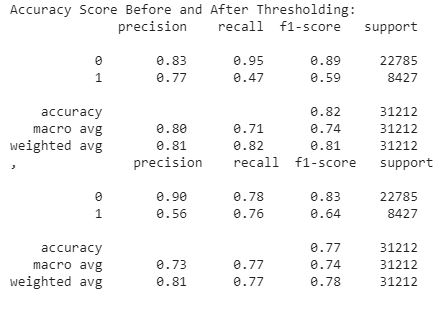 Accuracy Score Before and After Thresholding:
precision recall f1-score support
0 0.83 0.95 0.89 22785
1 0.77 0.47 0.59 8427
accuracy 0.82 31212
macro avg 0.80 0.71 0.74 31212
weighted avg 0.81 0.82 0.81 31212
, precision recall f1-score support
0 0.90 0.78 0.83 22785
1 0.56 0.76 0.64 8427
accuracy 0.77 31212
macro avg 0.73 0.77 0.74 31212
weighted avg 0.81 0.77 0.78 31212